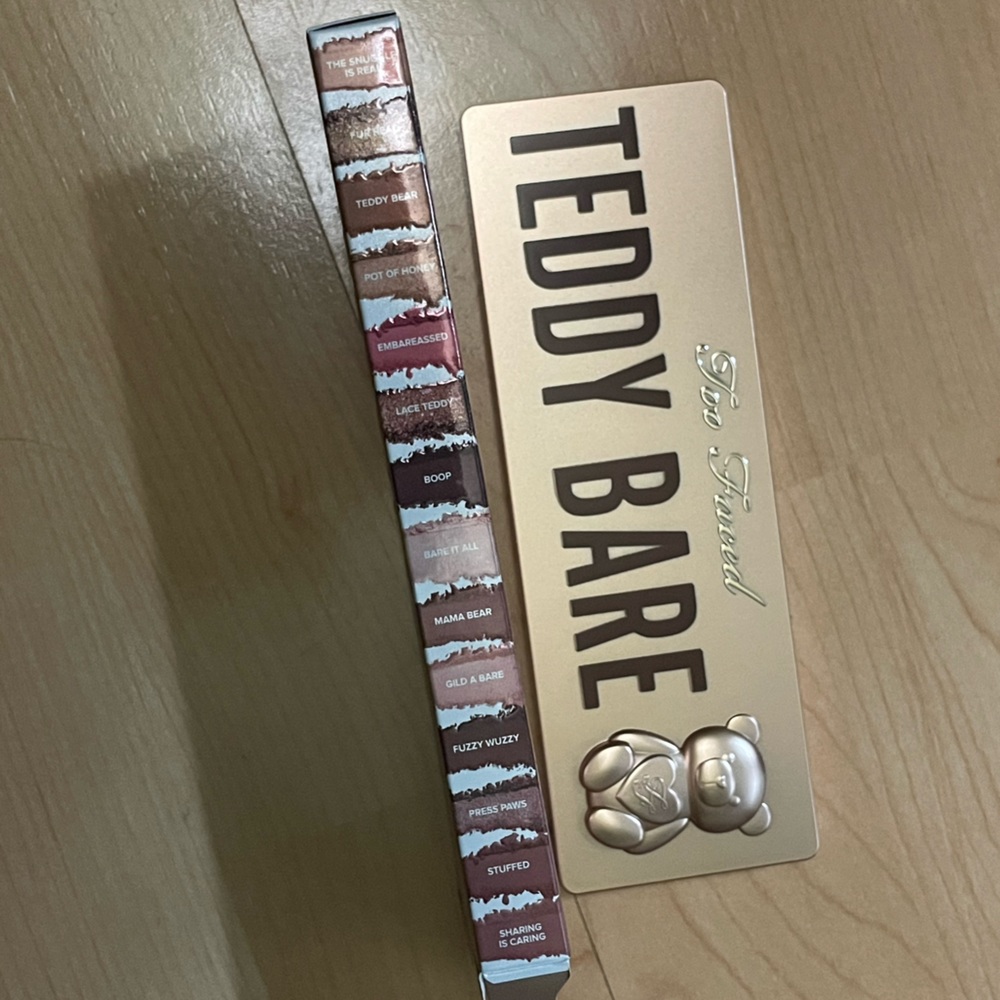 THE SNUGGLE
IS REAL
TEDDY BEAR
POT OF HONEY
EMBAREASSED
LACE TEDDY
BOOP
BARE IT ALL
MAMA BEAR
GILD A BARE
FUZZY WUZZY
PRESS PAWS
STUFFED
SHARING
IS CARING
Too Faced
TEDDY BARE